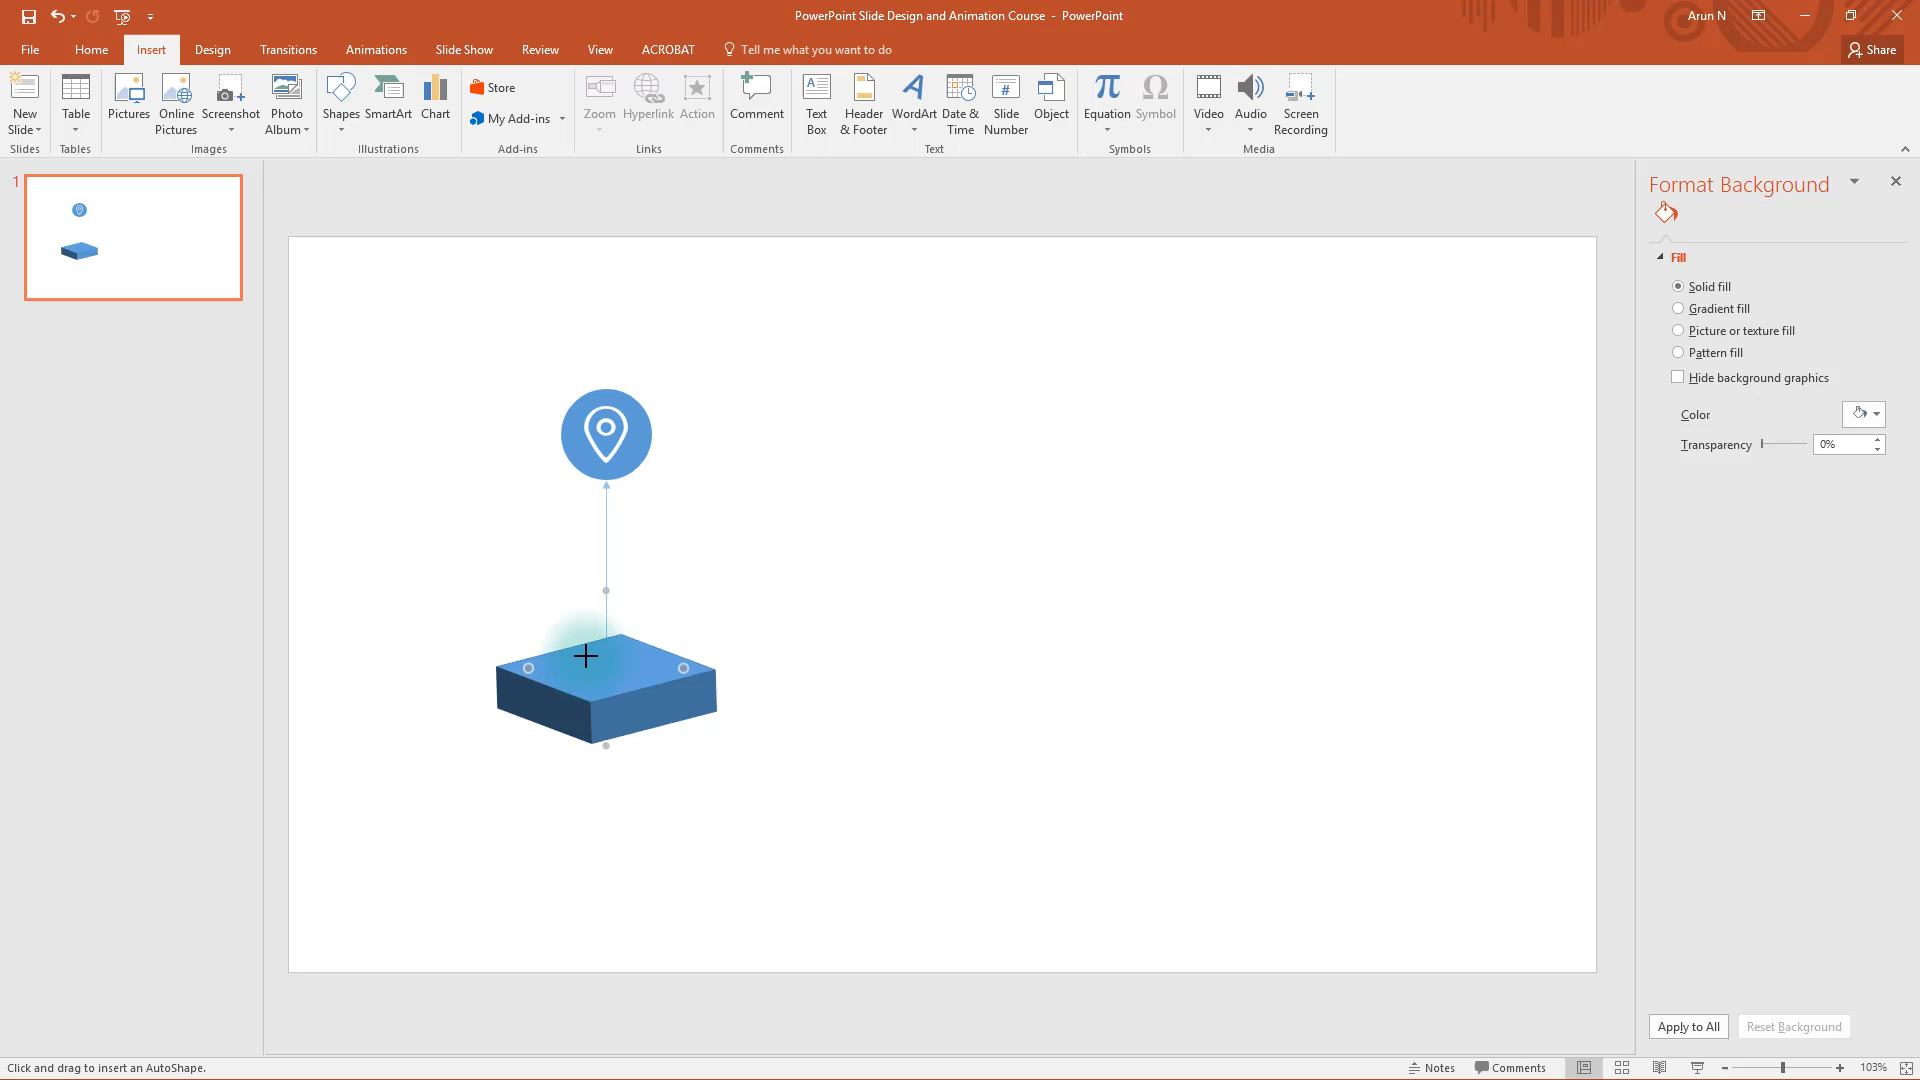 PowerPoint Slide Design and Animation Course - PowerPoint
Arun N
File Home Insert Design Transitions Animations Slide Show Review View ACROBAT Tell me what you want to do
Share
New Slide
Table
Pictures
Online Pictures
Screenshot
Photo Album
Shapes
SmartArt
Chart
Store
My Add-ins
Zoom
Hyperlink
Action
Comment
Text Box
Header & Footer
WordArt
Date & Time
Slide Number
Object
Equation
Symbol
Video
Audio
Screen Recording
Slides Tables Images Illustrations Add-ins Links Comments Text Symbols Media
1
Format Background
Fill
Solid fill
Gradient fill
Picture or texture fill
Pattern fill
Hide background graphics
Color
Transparency 0%
Apply to All Reset Background
Click and drag to insert an AutoShape.
Notes Comments 103%